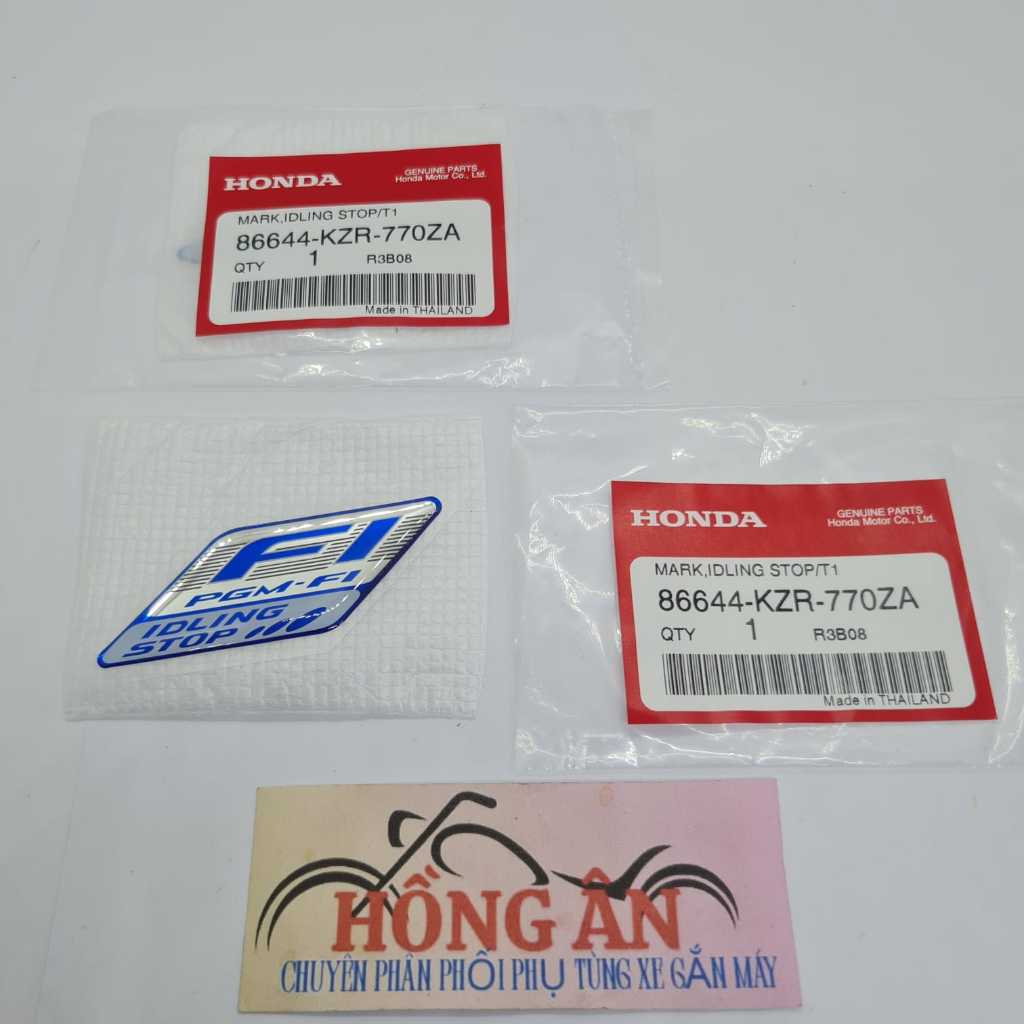 HONDA
GENUINE PARTS
Honda Motor Co., Ltd.
MARK,IDLING STOP/T1
86644-KZR-770ZA
QTY 1 R3B08
Made in THAILAND
FI
PGM-FI
IDLING
STOP
HONDA
GENUINE PARTS
Honda Motor Co., Ltd.
MARK,IDLING STOP/T1
86644-KZR-770ZA
QTY 1 R3B08
Made in THAILAND
HỒNG ÂN
CHUYÊN PHÂN PHỐI PHỤ TÙNG XE GẮN MÁY